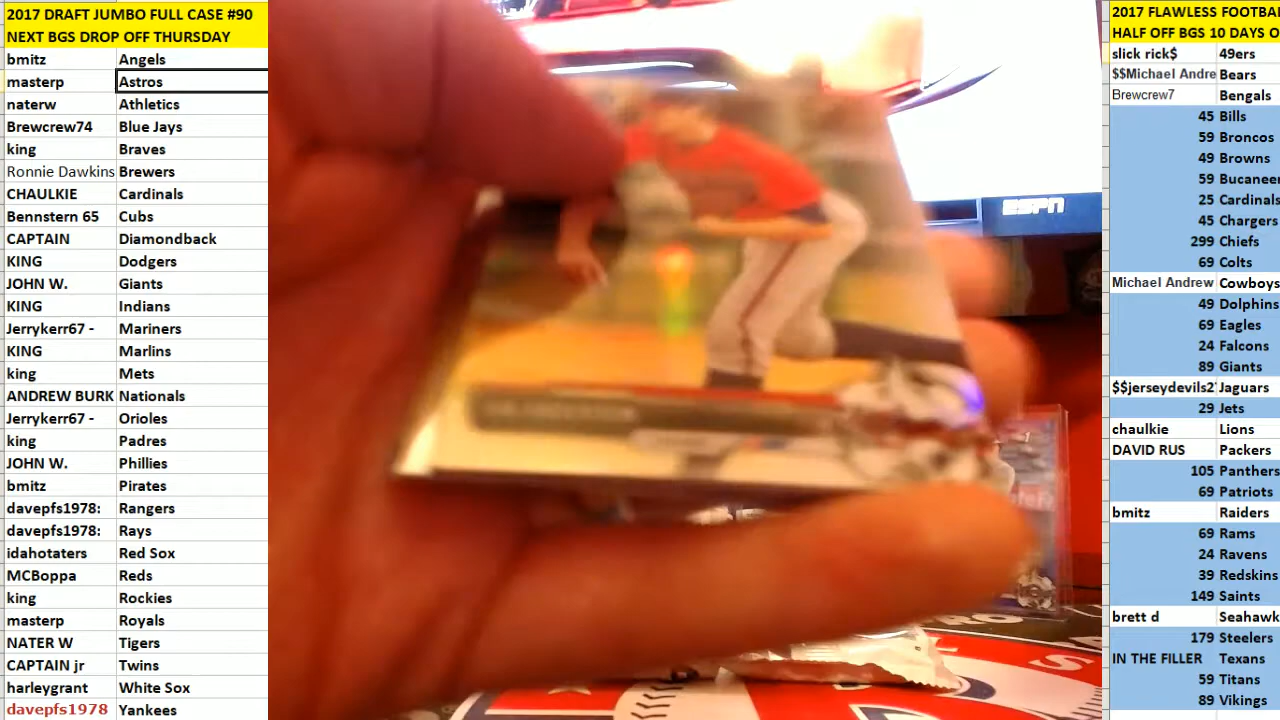 2017 DRAFT JUMBO FULL CASE #90
NEXT BGS DROP OFF THURSDAY
bmitz Angels
masterp Astros
naterw Athletics
Brewcrew74 Blue Jays
king Braves
Ronnie Dawkins Brewers
CHAULKIE Cardinals
Bennstern 65 Cubs
CAPTAIN Diamondback
KING Dodgers
JOHN W. Giants
KING Indians
Jerrykerr67 - Mariners
KING Marlins
king Mets
ANDREW BURK Nationals
Jerrykerr67 - Orioles
king Padres
JOHN W. Phillies
bmitz Pirates
davepfs1978: Rangers
davepfs1978: Rays
idahotaters Red Sox
MCBoppa Reds
king Rockies
masterp Royals
NATER W Tigers
CAPTAIN jr Twins
harleygrant White Sox
davepfs1978 Yankees
ESPN
2017 FLAWLESS FOOTBA
HALF OFF BGS 10 DAYS O
slick rick$ 49ers
$$Michael Andre Bears
Brewcrew7 Bengals
45 Bills
59 Broncos
49 Browns
59 Bucaneer
25 Cardinals
45 Chargers
299 Chiefs
69 Colts
Michael Andrew Cowboys
49 Dolphins
69 Eagles
24 Falcons
89 Giants
$$jerseydevils27 Jaguars
29 Jets
chaulkie Lions
DAVID RUS Packers
105 Panthers
69 Patriots
bmitz Raiders
69 Rams
24 Ravens
39 Redskins
149 Saints
brett d Seahawk
179 Steelers
IN THE FILLER Texans
59 Titans
89 Vikings